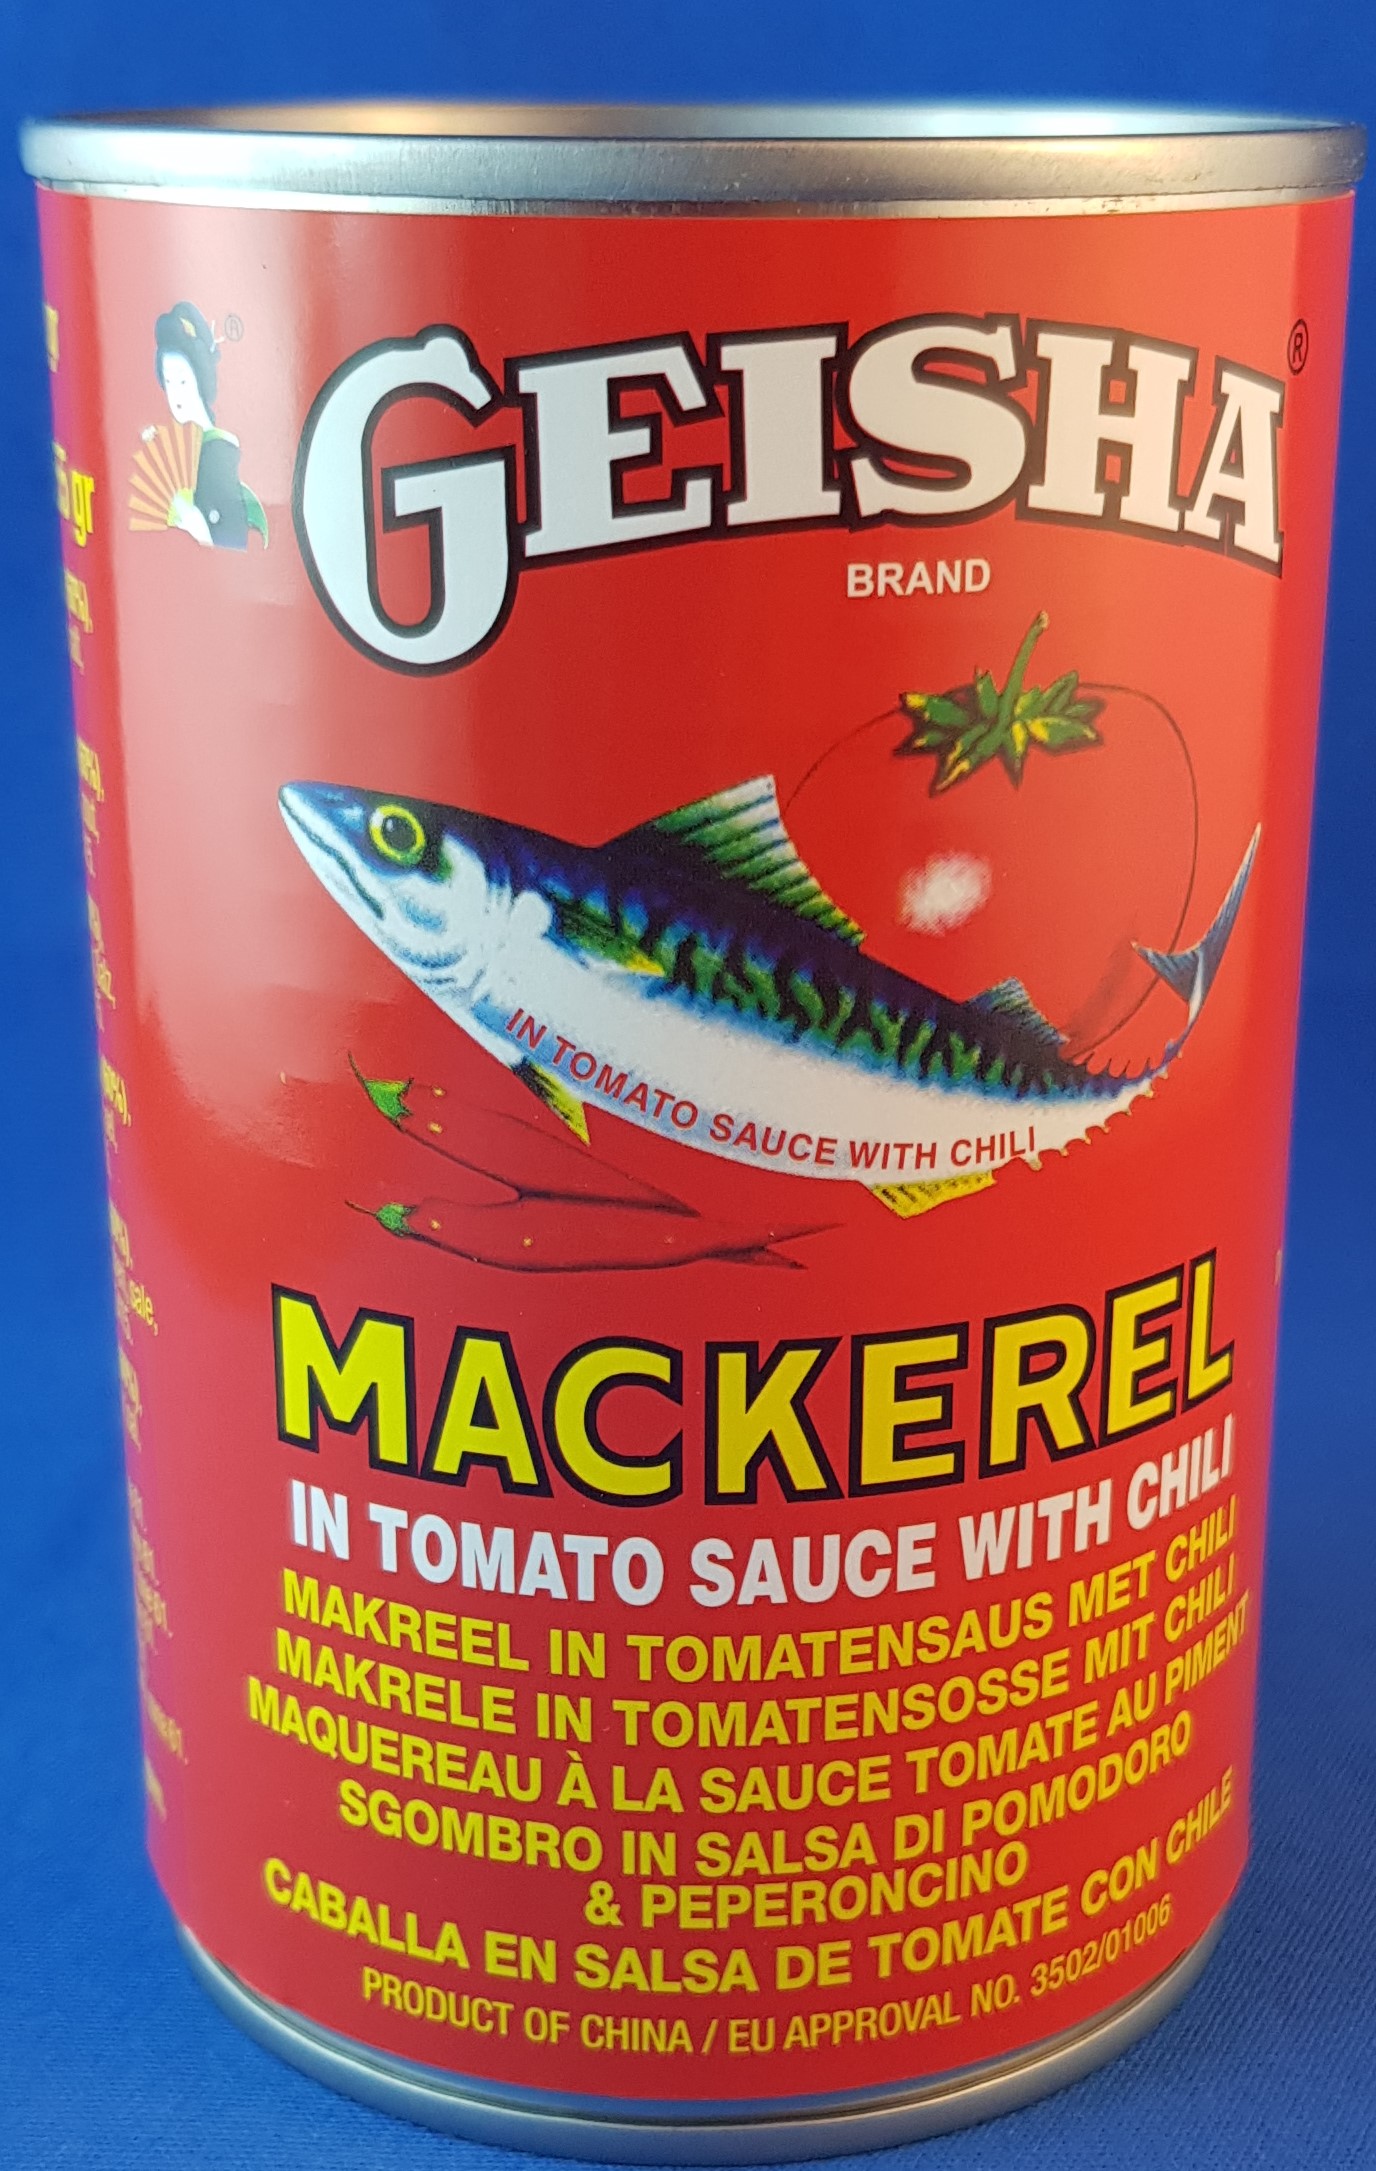 ®
GEISHA®
BRAND
IN TOMATO SAUCE WITH CHILI
MACKEREL
IN TOMATO SAUCE WITH CHILI
MAKREEL IN TOMATENSAUS MET CHILI
MAKRELE IN TOMATENSOSSE MIT CHILI
MAQUEREAU À LA SAUCE TOMATE AU PIMENT
SGOMBRO IN SALSA DI POMODORO
& PEPERONCINO
CABALLA EN SALSA DE TOMATE CON CHILE
PRODUCT OF CHINA / EU APPROVAL NO. 3502/01006
gr
sale,